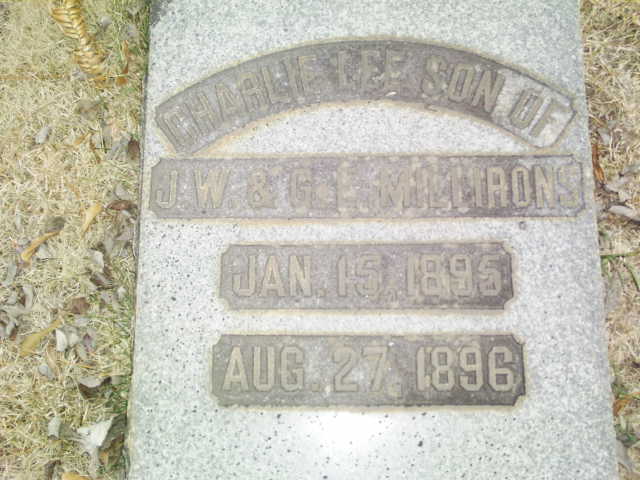 CHARLIE LEE SON OF
J.W. & G.E. MILLIRONS
JAN. 15, 1895
AUG. 27, 1896